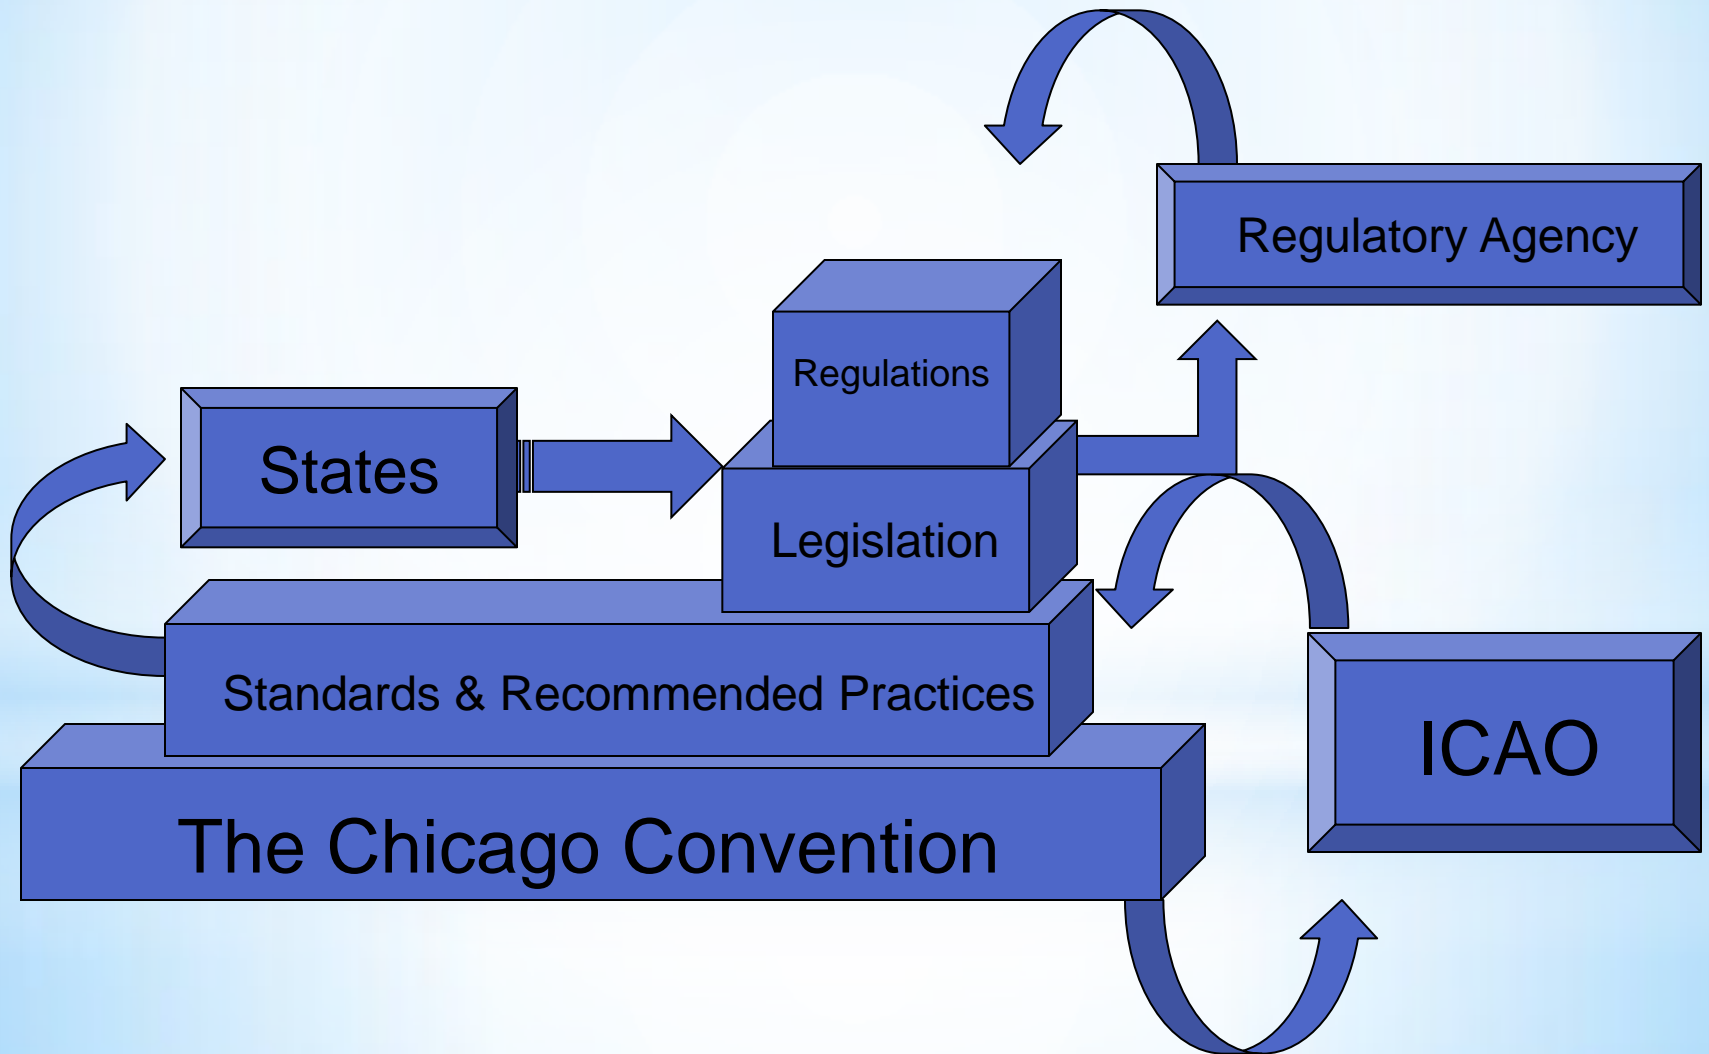 Regulatory Agency
Regulations
States
Legislation
Standards & Recommended Practices
ICAO
The Chicago Convention